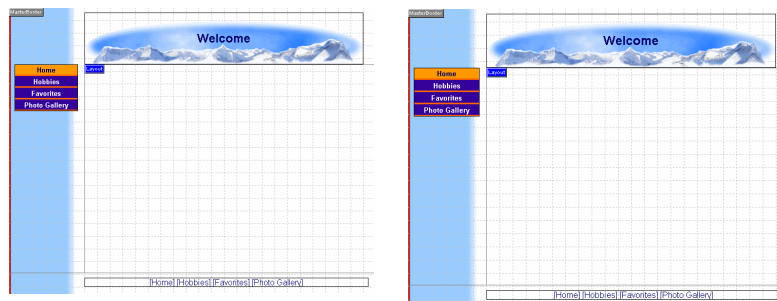 MasterBorder
Welcome
Home
Layout
Hobbies
Favorites
Photo Gallery
[Home] [Hobbies] [Favorites] [Photo Gallery]
MasterBorder
Welcome
Home
Layout
Hobbies
Favorites
Photo Gallery
[Home] [Hobbies] [Favorites] [Photo Gallery]